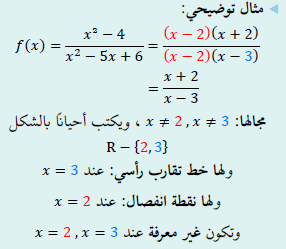 مثال توضيحي:
f(x) = x² − 4 / x² − 5x + 6 = (x − 2)(x + 2) / (x − 2)(x − 3)
= x + 2 / x − 3
مجالها: x ≠ 2 , x ≠ 3 ، ويكتب أحيانًا بالشكل
R − {2,3}
ولها خط تقارب رأسي: عند x = 3
ولها نقطة انفصال: عند x = 2
وتكون غير معرفة عند x = 2 , x = 3